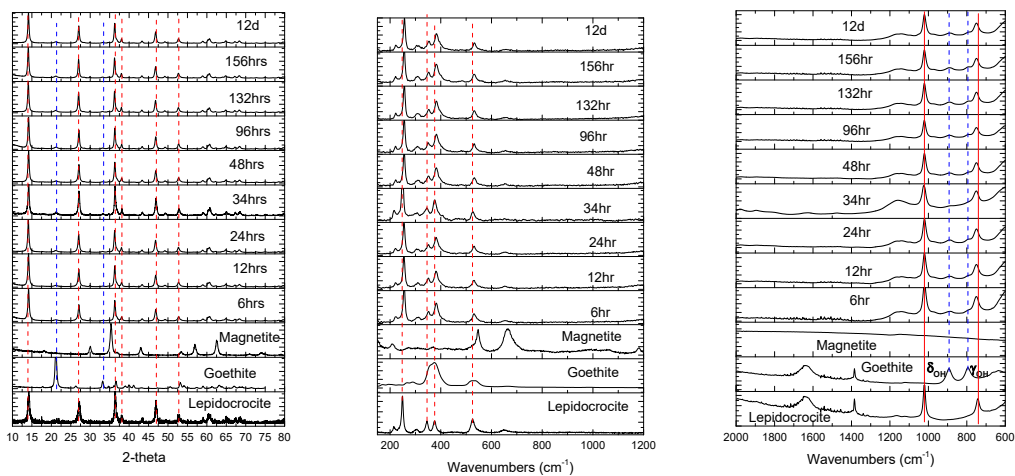 12d
156hrs
132hrs
96hrs
48hrs
34hrs
24hrs
12hrs
6hrs
Magnetite
Goethite
Lepidocrocite
10 15 20 25 30 35 40 45 50 55 60 65 70 75 80
2-theta
12d
156hr
132hr
96hr
48hr
34hr
24hr
12hr
6hr
Magnetite
Goethite
Lepidocrocite
200 400 600 800 1000 1200
Wavenumbers (cm-1)
12d
156hr
132hr
96hr
48hr
34hr
24hr
12hr
6hr
Magnetite
Goethite δOH γOH
Lepidocrocite
2000 1800 1600 1400 1200 1000 800 600
Wavenumbers (cm-1)